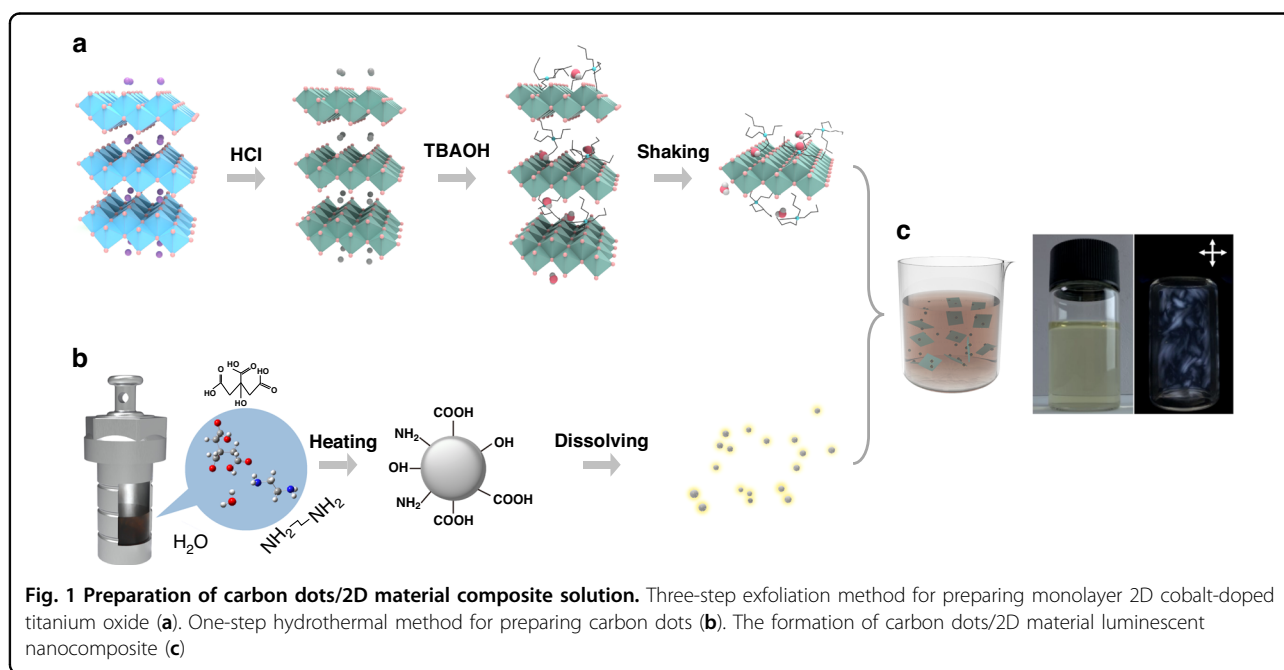 a
HCl
TBAOH
Shaking
b
HO
O
HO
HO
O
HO
O
H₂O
Heating
NH₂
NH₂
COOH
NH₂
OH
OH
NH₂
COOH
COOH
Dissolving
c
Fig. 1 Preparation of carbon dots/2D material composite solution. Three-step exfoliation method for preparing monolayer 2D cobalt-doped
titanium oxide (a). One-step hydrothermal method for preparing carbon dots (b). The formation of carbon dots/2D material luminescent
nanocomposite (c)